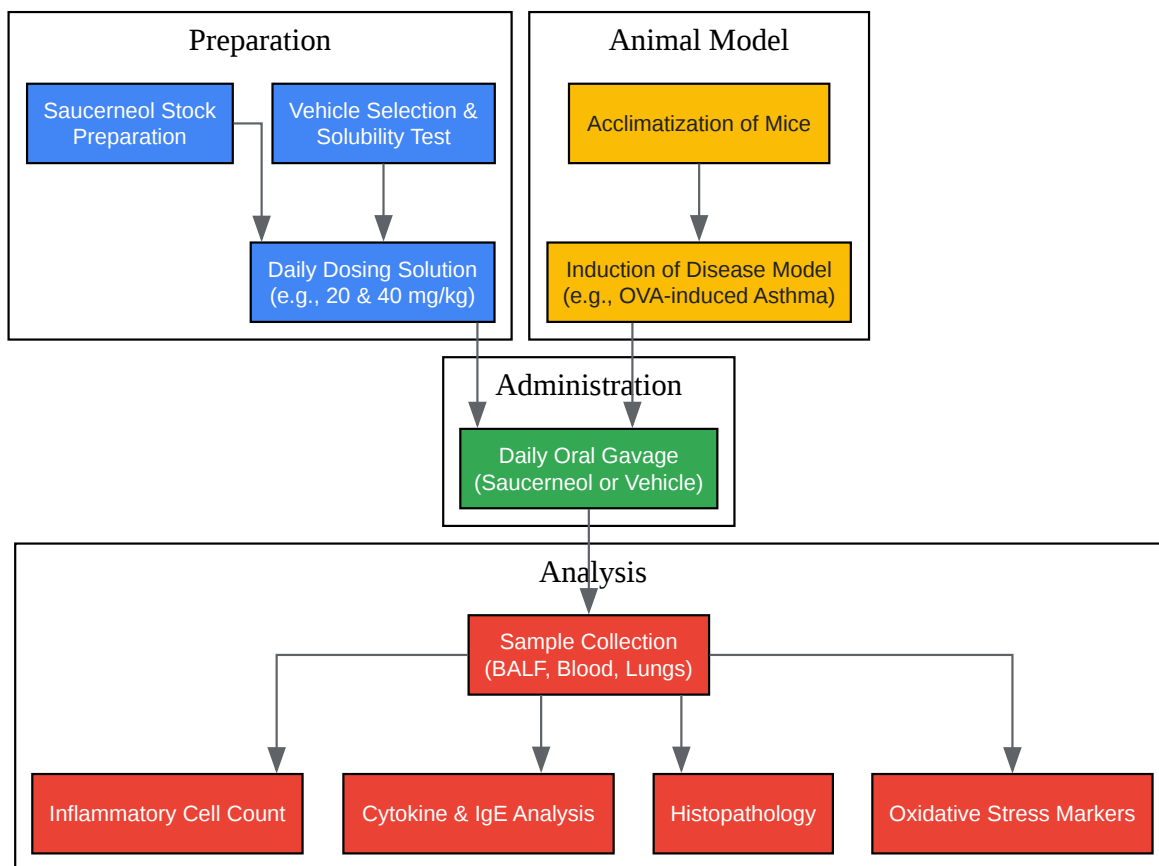 Preparation
Saucerneol Stock
Preparation
Vehicle Selection &
Solubility Test
Daily Dosing Solution
(e.g., 20 & 40 mg/kg)
Animal Model
Acclimatization of Mice
Induction of Disease Model
(e.g., OVA-induced Asthma)
Administration
Daily Oral Gavage
(Saucerneol or Vehicle)
Analysis
Sample Collection
(BALF, Blood, Lungs)
Inflammatory Cell Count
Cytokine & IgE Analysis
Histopathology
Oxidative Stress Markers